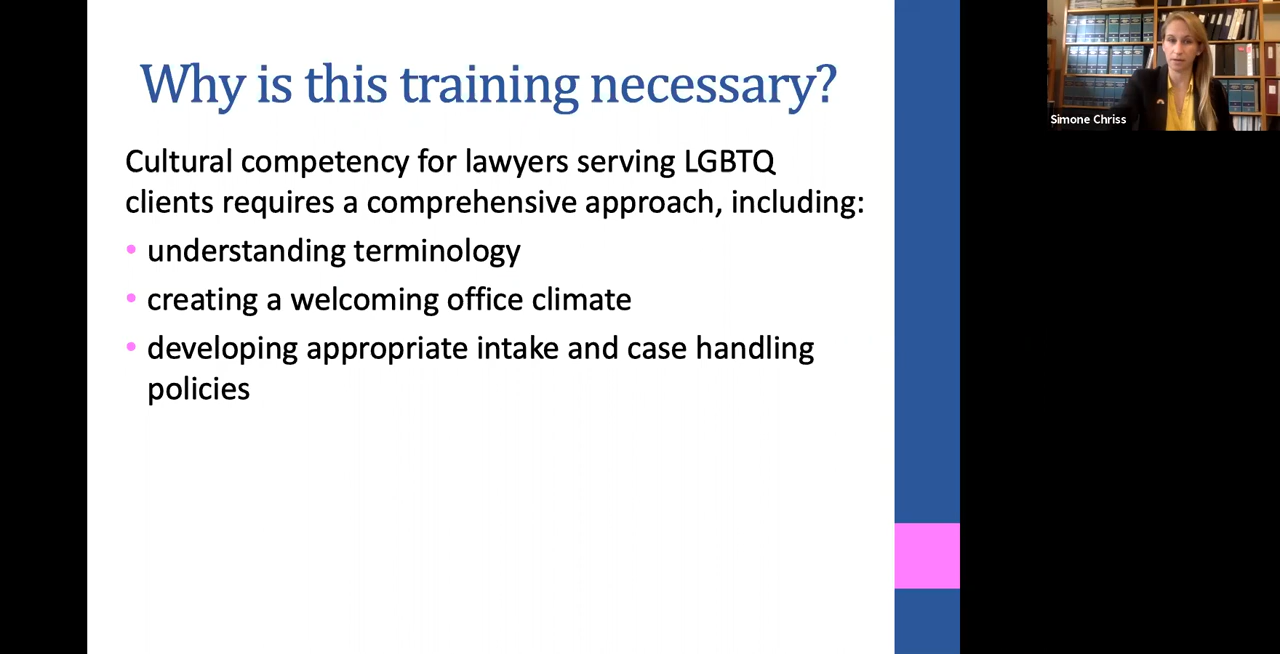 Why is this training necessary?
Cultural competency for lawyers serving LGBTQ
clients requires a comprehensive approach, including:
• understanding terminology
• creating a welcoming office climate
• developing appropriate intake and case handling
policies
Simone Chriss